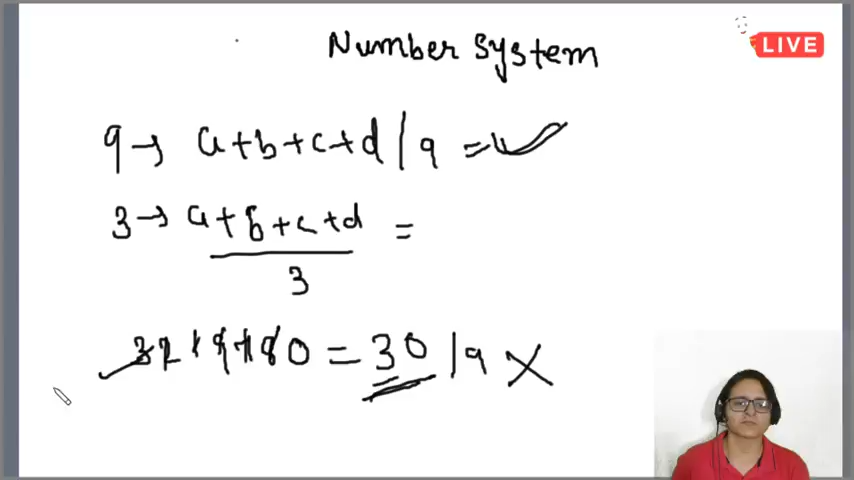 Number System
LIVE
9 → a+b+c+d / 9 =
3 → a+b+c+d =
3
= 30 / 9 X